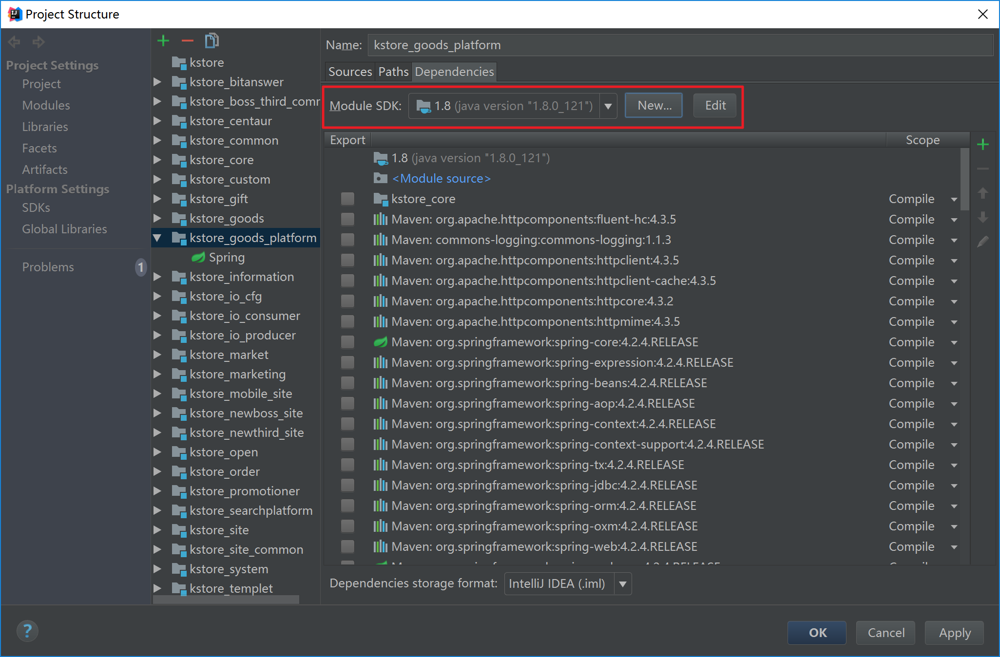 Project Structure
Project Settings
Project
Modules
Libraries
Facets
Artifacts
Platform Settings
SDKs
Global Libraries
Problems 1
kstore
kstore_bitanswer
kstore_boss_third_comr
kstore_centaur
kstore_common
kstore_core
kstore_custom
kstore_gift
kstore_goods
kstore_goods_platform
Spring
kstore_information
kstore_io_cfg
kstore_io_consumer
kstore_io_producer
kstore_market
kstore_marketing
kstore_mobile_site
kstore_newboss_site
kstore_newthird_site
kstore_open
kstore_order
kstore_promotioner
kstore_searchplatform
kstore_site
kstore_site_common
kstore_system
kstore_templet
Name: kstore_goods_platform
Sources Paths Dependencies
Module SDK: 1.8 (java version "1.8.0_121") New... Edit
Export Scope
1.8 (java version "1.8.0_121")
<Module source>
kstore_core Compile
Maven: org.apache.httpcomponents:fluent-hc:4.3.5 Compile
Maven: commons-logging:commons-logging:1.1.3 Compile
Maven: org.apache.httpcomponents:httpclient:4.3.5 Compile
Maven: org.apache.httpcomponents:httpclient-cache:4.3.5 Compile
Maven: org.apache.httpcomponents:httpcore:4.3.2 Compile
Maven: org.apache.httpcomponents:httpmime:4.3.5 Compile
Maven: org.springframework:spring-core:4.2.4.RELEASE Compile
Maven: org.springframework:spring-expression:4.2.4.RELEASE Compile
Maven: org.springframework:spring-beans:4.2.4.RELEASE Compile
Maven: org.springframework:spring-aop:4.2.4.RELEASE Compile
Maven: org.springframework:spring-context:4.2.4.RELEASE Compile
Maven: org.springframework:spring-context-support:4.2.4.RELEASE Compile
Maven: org.springframework:spring-tx:4.2.4.RELEASE Compile
Maven: org.springframework:spring-jdbc:4.2.4.RELEASE Compile
Maven: org.springframework:spring-orm:4.2.4.RELEASE Compile
Maven: org.springframework:spring-oxm:4.2.4.RELEASE Compile
Maven: org.springframework:spring-web:4.2.4.RELEASE Compile
Dependencies storage format: IntelliJ IDEA (.iml)
? OK Cancel Apply